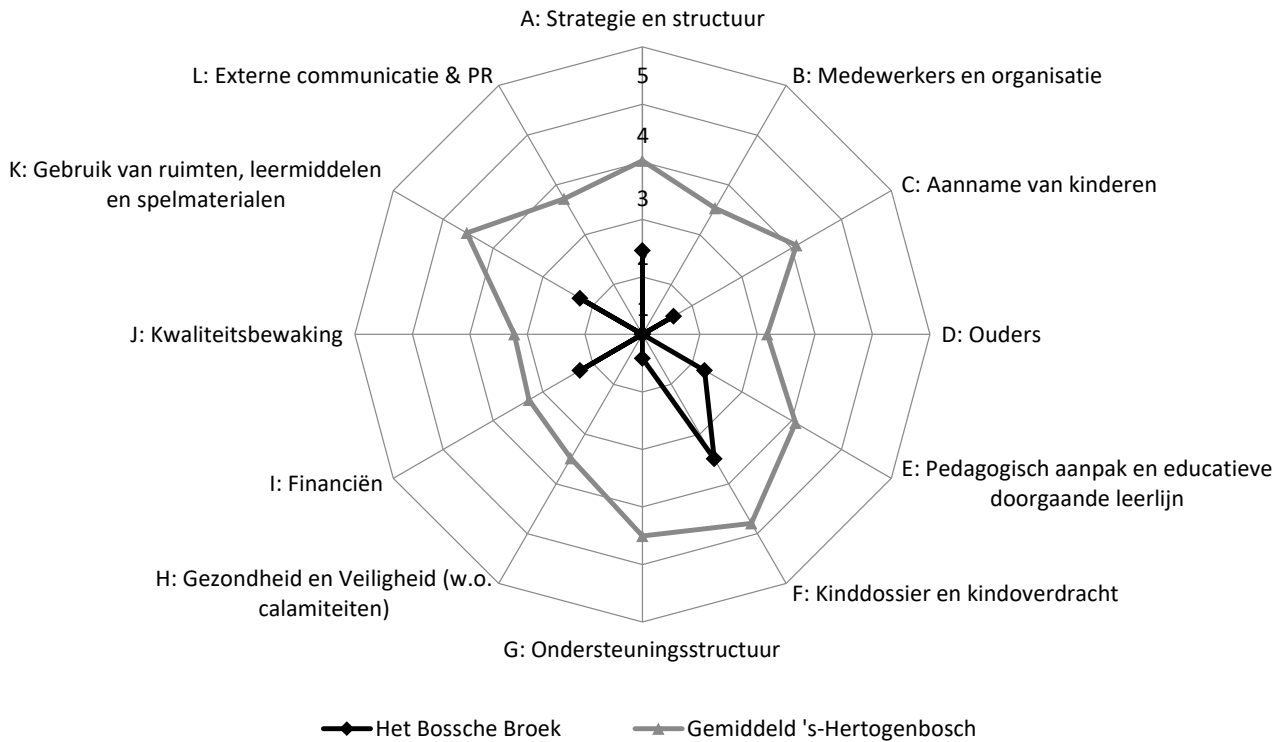 A: Strategie en structuur
L: Externe communicatie & PR
5
B: Medewerkers en organisatie
4
K: Gebruik van ruimten, leermiddelen
en spelmaterialen
C: Aanname van kinderen
3
2
1
J: Kwaliteitsbewaking
D: Ouders
E: Pedagogisch aanpak en educatieve
doorgaande leerlijn
I: Financiën
H: Gezondheid en Veiligheid (w.o.
calamiteiten)
F: Kinddossier en kindoverdracht
G: Ondersteuningsstructuur
Het Bossche Broek
Gemiddeld 's-Hertogenbosch